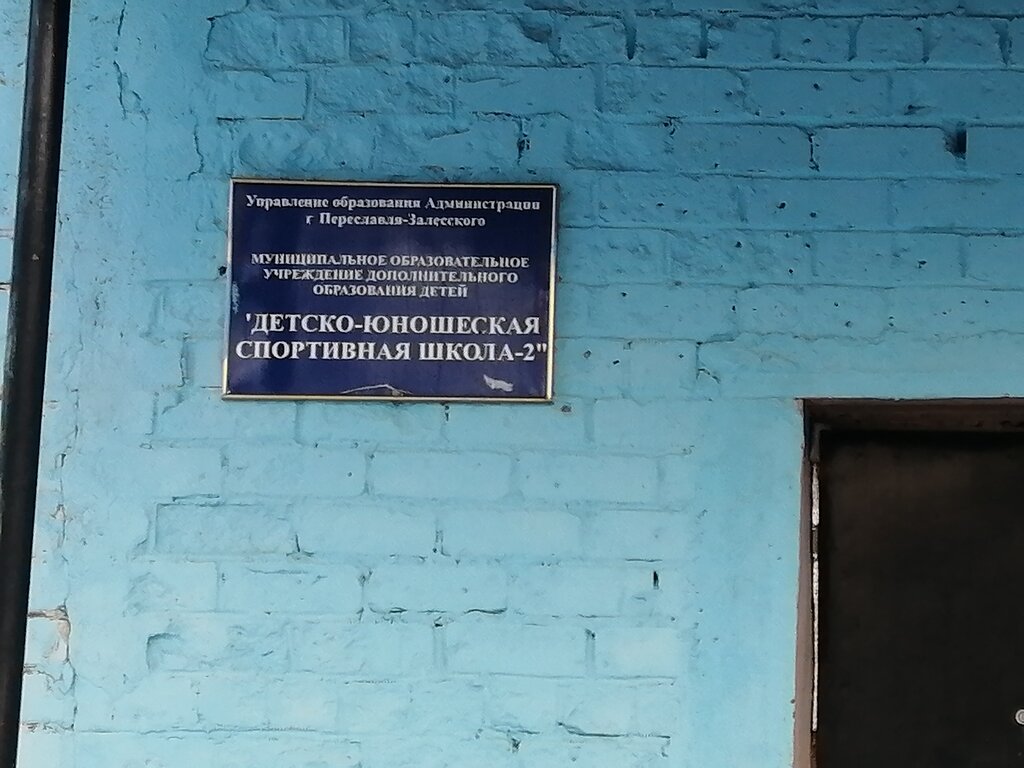 Управление образования Администрации
г Переславля-Залесского
МУНИЦИПАЛЬНОЕ ОБРАЗОВАТЕЛЬНОЕ
УЧРЕЖДЕНИЕ ДОПОЛНИТЕЛЬНОГО
ОБРАЗОВАНИЯ ДЕТЕЙ
'ДЕТСКО-ЮНОШЕСКАЯ
СПОРТИВНАЯ ШКОЛА-2"